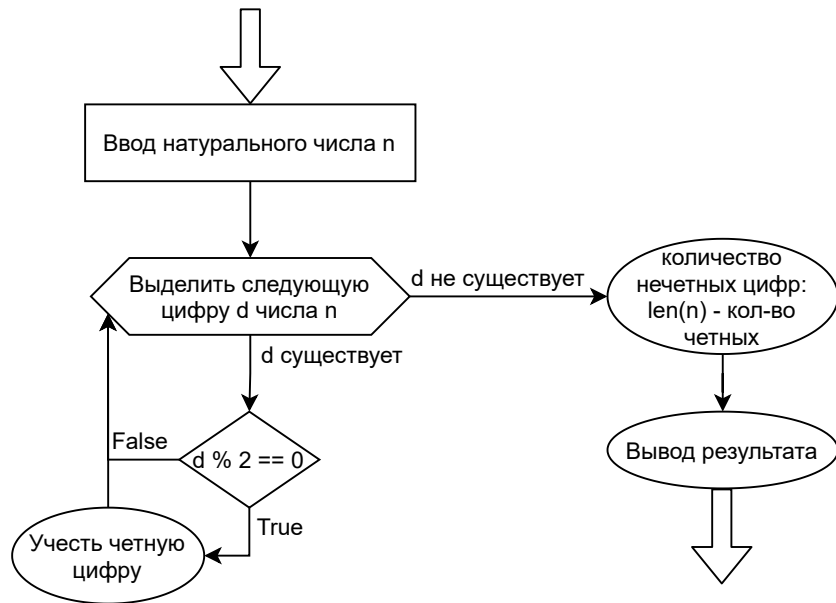 Ввод натурального числа n
Выделить следующую
цифру d числа n
d не существует
количество
нечетных цифр:
len(n) - кол-во
четных
d существует
False
d % 2 == 0
Вывод результата
True
Учесть четную
цифру